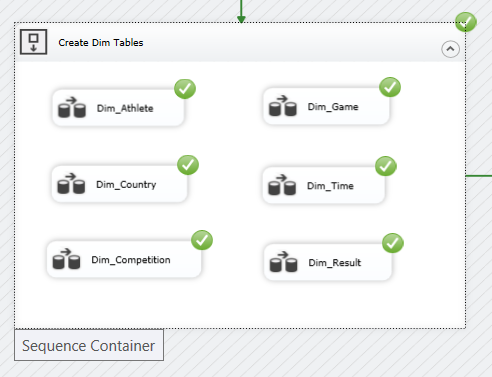 Create Dim Tables
Dim_Athlete
Dim_Game
Dim_Country
Dim_Time
Dim_Competition
Dim_Result
Sequence Container